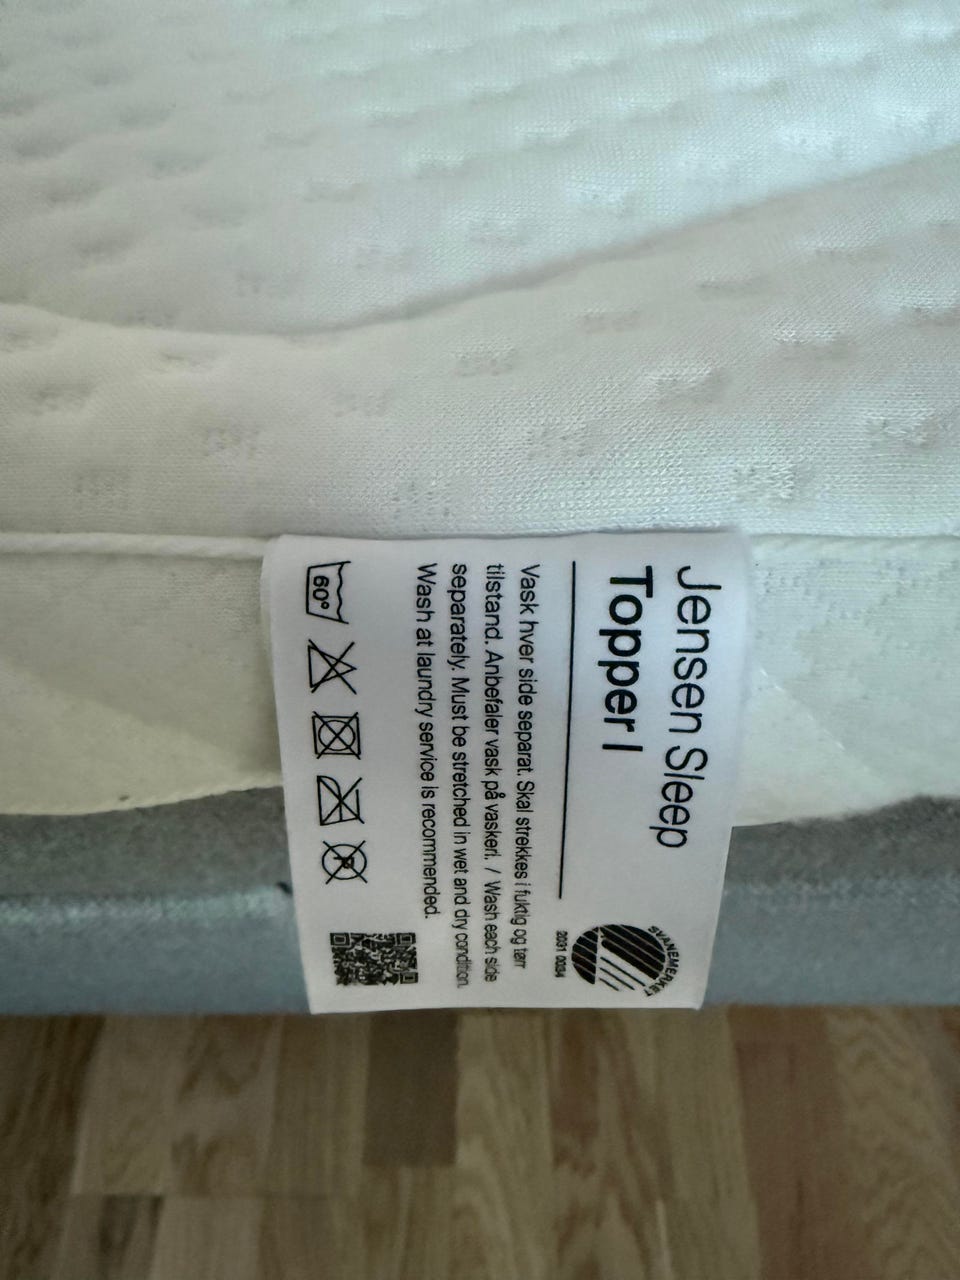 Jensen Sleep
Topper I
SVANEMERKET
2031 0034
Vask hver side separat. Skal strekkes i fuktig og tørr
tilstand. Anbefaler vask på vaskeri. / Wash each side
separately. Must be stretched in wet and dry condition.
Wash at laundry service is recommended.
60°
P